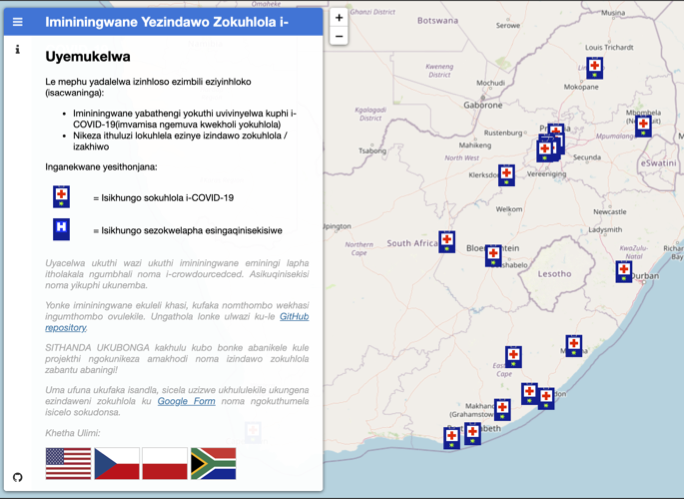 Imininingwane Yezindawo Zokuhlola i-
Uyemukelwa
Le mephu yadalelwa izinhloso ezimbili eziyinhloko
(isacwaninga):
Imininingwane yabathengi yokuthi uvivinyelwa kuphi i-
COVID-19(imvamisa ngemuva kwekholi yokuhlola)
Nikeza ithuluzi lokuhlela ezinye izindawo zokuhlola /
izakhiwo
Inganekwane yesithonjana:
= Isikhungo sokuhlola i-COVID-19
= Isikhungo sezokwelapha esingaqinisekisiwe
Uyacelwa ukuthi wazi ukuthi imininingwane eminingi lapha
itholakala ngumbhali noma i-crowdourcedced. Asikuqinisekisi
noma yikuphi ukunemba.
Yonke imininingwane ekuleli khasi, kufaka nomthombo wekhasi
ingumthombo ovulekile. Ungathola lonke ulwazi ku-le GitHub
repository.
SITHANDA UKUBONGA kakhulu kubo bonke abanikele kule
projekthi ngokunikeza amakhodi noma izindawo zokuhlola
zabantu abaningi!
Uma ufuna ukufaka isandla, sicela uzizwe ukhululekile ukungena
ezindaweni zokuhlola ku Google Form noma ngokuthumela
isicelo sokudonsa.
Khetha Ulimi:
+
−
Omaheke
Ghanzi District
Botswana
Serowe
Musina
Louis Trichardt
Kweneng
District
Mochudi
Mokopane
Gaborone
Kgalagadi
District
Rustenburg
Mbombela
Tsabong
Mahikeng
Mpumalanga
North West
Secunda
eSwatini
Klerksdorp
Vereeniging
Welkom
Newcastle
Ladysmith
Upington
Northern
Cape
South Africa
Bloemfontein
KwaZulu-
Natal
Richards
Bay
Lesotho
Durban
Eastern
Cape
Makhanda
(Grahamstown)